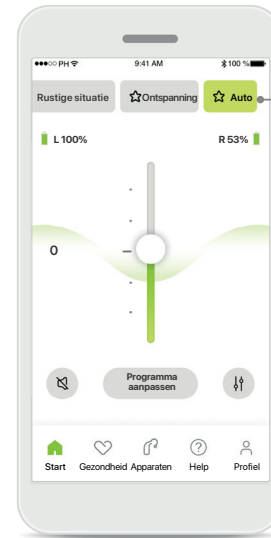 ●●●○○ PH 9:41 AM 100 %
Rustige situatie Ontspanning Auto
L 100% R 53%
0
Programma
aanpassen
Start Gezondheid Apparaten Help Profiel